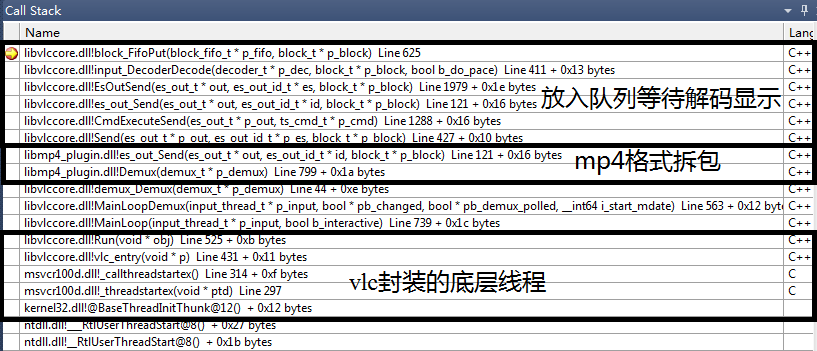 Call Stack
Name Lang
libvlccore.dll!block_FifoPut(block_fifo_t * p_fifo, block_t * p_block) Line 625 C++
libvlccore.dll!input_DecoderDecode(decoder_t * p_dec, block_t * p_block, bool b_do_pace) Line 411 + 0x13 bytes C++
libvlccore.dll!EsOutSend(es_out_t * out, es_out_id_t * es, block_t * p_block) Line 1979 + 0x1e bytes C++
放入队列等待解码显示
libvlccore.dll!es_out_Send(es_out_t * out, es_out_id_t * id, block_t * p_block) Line 121 + 0x16 bytes C++
libvlccore.dll!CmdExecuteSend(es_out_t * p_out, ts_cmd_t * p_cmd) Line 1288 + 0x16 bytes C++
libvlccore.dll!Send(es_out_t * p_out, es_out_id_t * p_es, block_t * p_block) Line 427 + 0x10 bytes C++
libmp4_plugin.dll!es_out_Send(es_out_t * out, es_out_id_t * id, block_t * p_block) Line 121 + 0x16 bytes C++
mp4格式拆包
libmp4_plugin.dll!Demux(demux_t * p_demux) Line 799 + 0x1a bytes C++
libvlccore.dll!demux_Demux(demux_t * p_demux) Line 44 + 0xe bytes C++
libvlccore.dll!MainLoopDemux(input_thread_t * p_input, bool * pb_changed, bool * pb_demux_polled, __int64 i_start_mdate) Line 563 + 0x12 bytes C++
libvlccore.dll!MainLoop(input_thread_t * p_input, bool b_interactive) Line 739 + 0x1c bytes C++
libvlccore.dll!Run(void * obj) Line 525 + 0xb bytes C++
libvlccore.dll!vlc_entry(void * p) Line 431 + 0x11 bytes C++
msvcr100d.dll!_callthreadstartex() Line 314 + 0xf bytes C
vlc封装的底层线程
msvcr100d.dll!_threadstartex(void * ptd) Line 297 C
kernel32.dll!@BaseThreadInitThunk@12() + 0x12 bytes
ntdll.dll!___RtlUserThreadStart@8() + 0x27 bytes
ntdll.dll!__RtlUserThreadStart@8() + 0x1b bytes